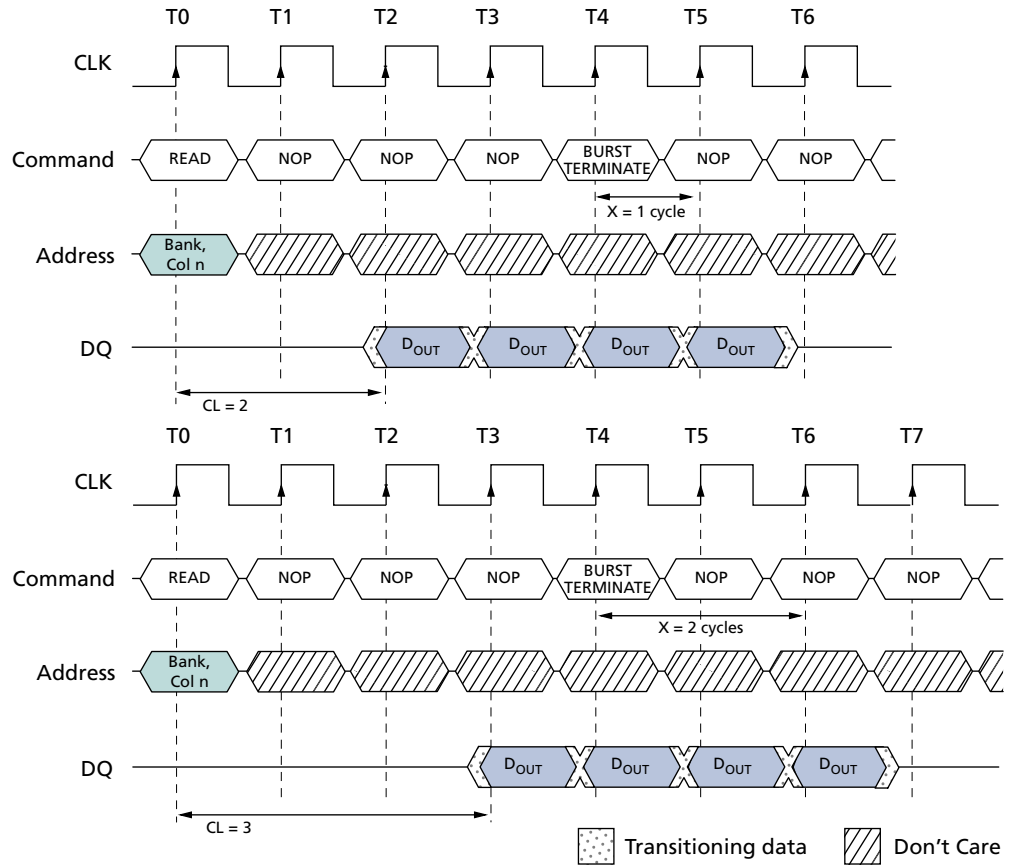 T0 T1 T2 T3 T4 T5 T6
CLK
Command READ NOP NOP NOP BURST TERMINATE NOP NOP
X = 1 cycle
Address Bank, Col n
DQ DOUT DOUT DOUT DOUT
CL = 2
T0 T1 T2 T3 T4 T5 T6 T7
CLK
Command READ NOP NOP NOP BURST TERMINATE NOP NOP NOP
X = 2 cycles
Address Bank, Col n
DQ DOUT DOUT DOUT DOUT
CL = 3
Transitioning data Don't Care